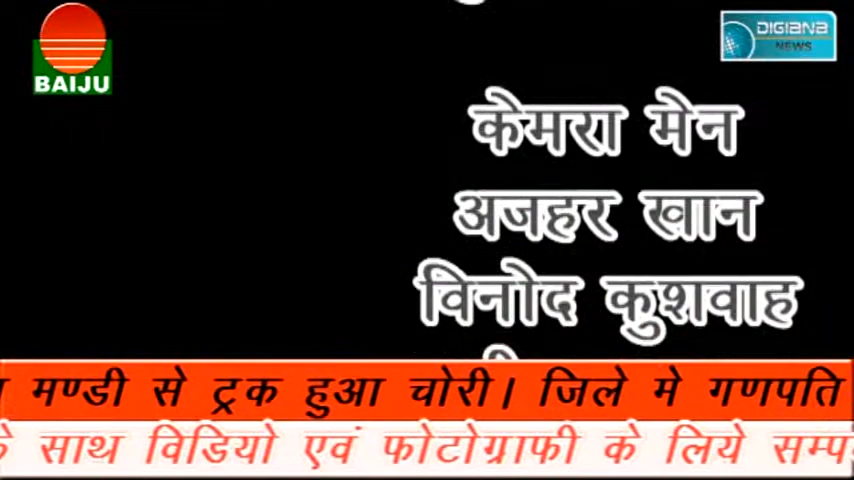 BAIJU
DIGIANA
NEWS
केमरा मेन
अजहर खान
विनोद कुशवाह
मण्डी से ट्रक हुआ चोरी। जिले मे गणपति
साथ विडियो एवं फोटोग्राफी के लिये